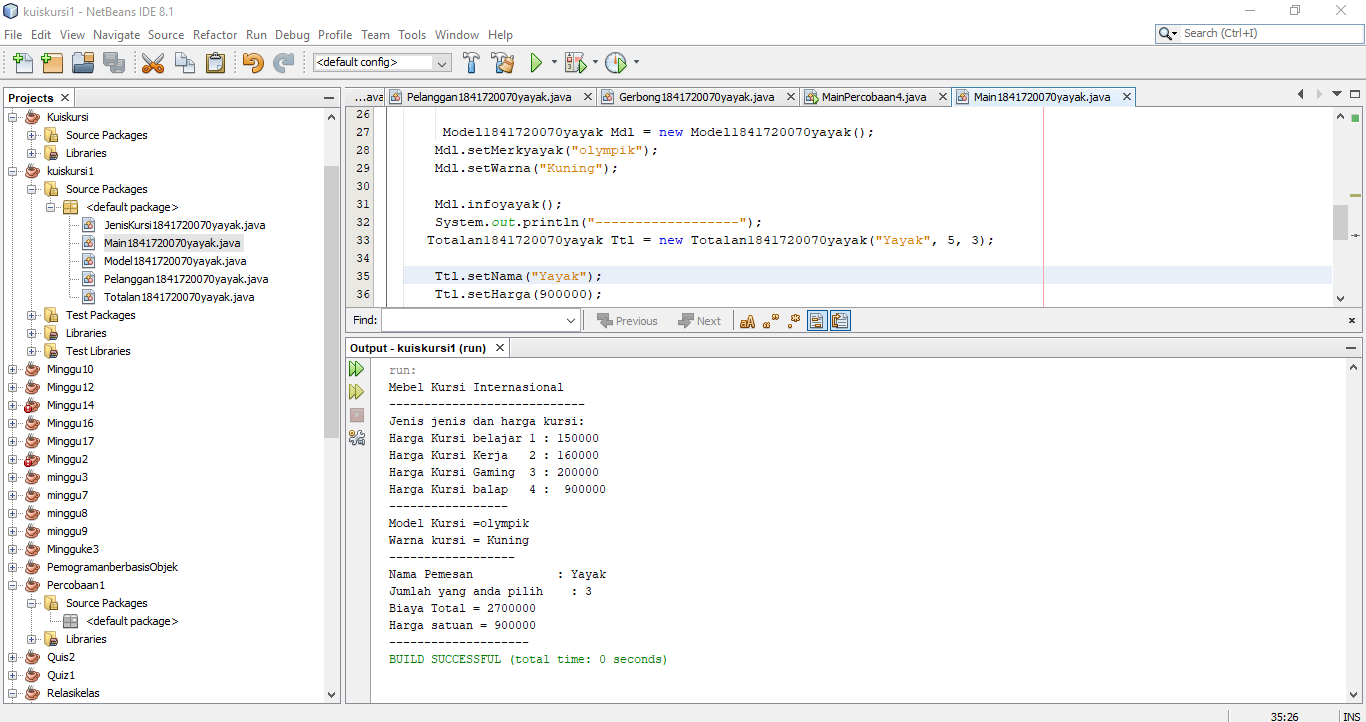 kuiskursi1 - NetBeans IDE 8.1
File Edit View Navigate Source Refactor Run Debug Profile Team Tools Window Help
Search (Ctrl+I)
<default config>
Projects
Kuiskursi
Source Packages
Libraries
kuiskursi1
Source Packages
<default package>
JenisKursi1841720070yayak.java
Main1841720070yayak.java
Model1841720070yayak.java
Pelanggan1841720070yayak.java
Totalan1841720070yayak.java
Test Packages
Libraries
Test Libraries
Minggu10
Minggu12
Minggu14
Minggu16
Minggu17
Minggu2
minggu3
minggu7
minggu8
minggu9
Mingguke3
PemogramanberbasisObjek
Percobaan1
Source Packages
<default package>
Libraries
Quis2
Quiz1
Relasikelas
...ava Pelanggan1841720070yayak.java Gerbong1841720070yayak.java MainPercobaan4.java Main1841720070yayak.java
26
27 Model1841720070yayak Mdl = new Model1841720070yayak();
28 Mdl.setMerkyayak("olympik");
29 Mdl.setWarna("Kuning");
30
31 Mdl.infoyayak();
32 System.out.println("------------------");
33 Totalan1841720070yayak Ttl = new Totalan1841720070yayak("Yayak", 5, 3);
34
35 Ttl.setNama("Yayak");
36 Ttl.setHarga(900000);
Find: Previous Next
Output - kuiskursi1 (run)
run:
Mebel Kursi Internasional
----------------------------
Jenis jenis dan harga kursi:
Harga Kursi belajar 1 : 150000
Harga Kursi Kerja   2 : 160000
Harga Kursi Gaming  3 : 200000
Harga Kursi balap   4 :  900000
-----------------
Model Kursi =olympik
Warna kursi = Kuning
------------------
Nama Pemesan            : Yayak
Jumlah yang anda pilih    : 3
Biaya Total = 2700000
Harga satuan = 900000
--------------------
BUILD SUCCESSFUL (total time: 0 seconds)
35:26 INS